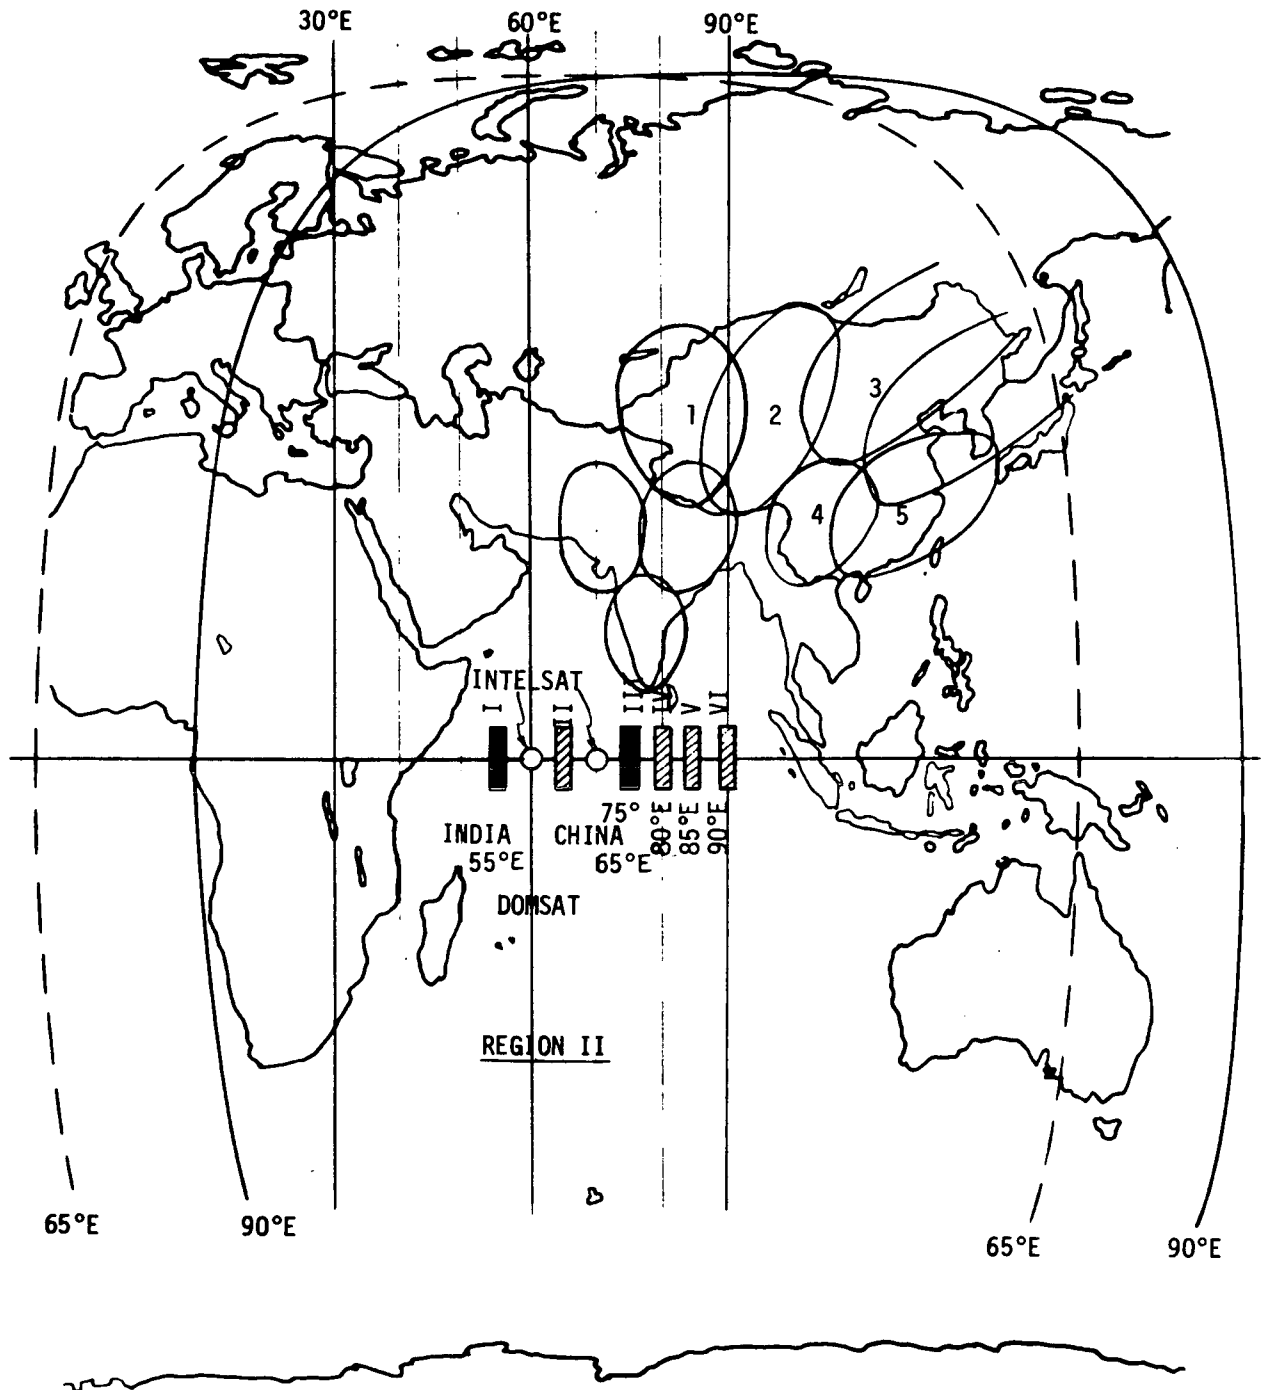 30°E 60°E 90°E
1 2 3
4 5
INTELSAT
I II II IV V VI
75° 80°E 85°E 90°E
INDIA CHINA
55°E 65°E
DOMSAT
REGION II
65°E 90°E 65°E 90°E